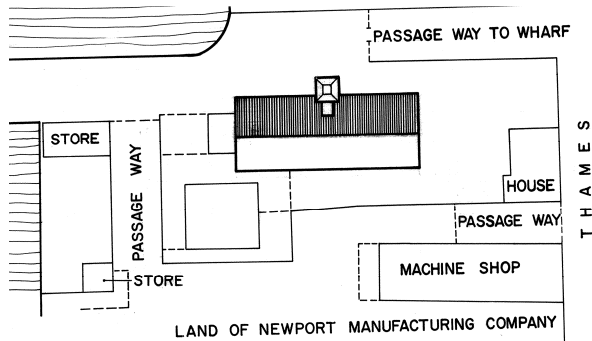 PASSAGE WAY TO WHARF
STORE
PASSAGE WAY
THAMES
HOUSE
PASSAGE WAY
MACHINE SHOP
STORE
LAND OF NEWPORT MANUFACTURING COMPANY